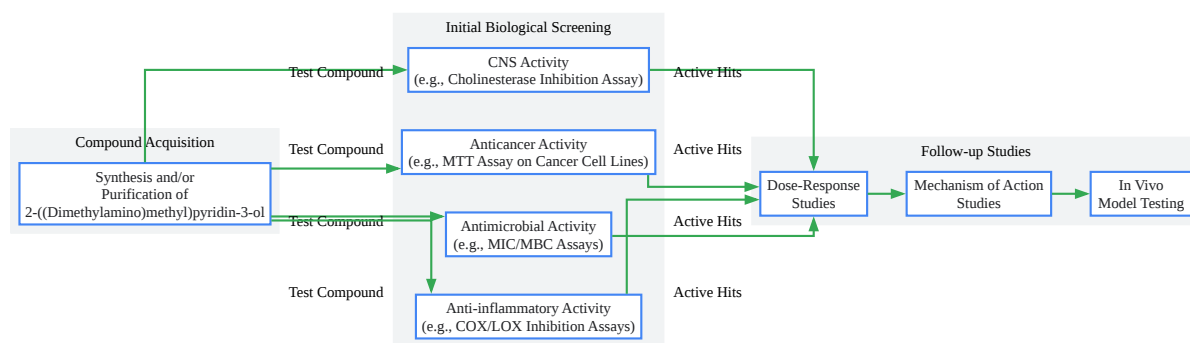 Initial Biological Screening
CNS Activity
(e.g., Cholinesterase Inhibition Assay)
Test Compound
Active Hits
Compound Acquisition
Synthesis and/or
Purification of
2-((Dimethylamino)methyl)pyridin-3-ol
Test Compound
Anticancer Activity
(e.g., MTT Assay on Cancer Cell Lines)
Active Hits
Test Compound
Antimicrobial Activity
(e.g., MIC/MBC Assays)
Active Hits
Test Compound
Anti-inflammatory Activity
(e.g., COX/LOX Inhibition Assays)
Active Hits
Follow-up Studies
Dose-Response
Studies
Mechanism of Action
Studies
In Vivo
Model Testing